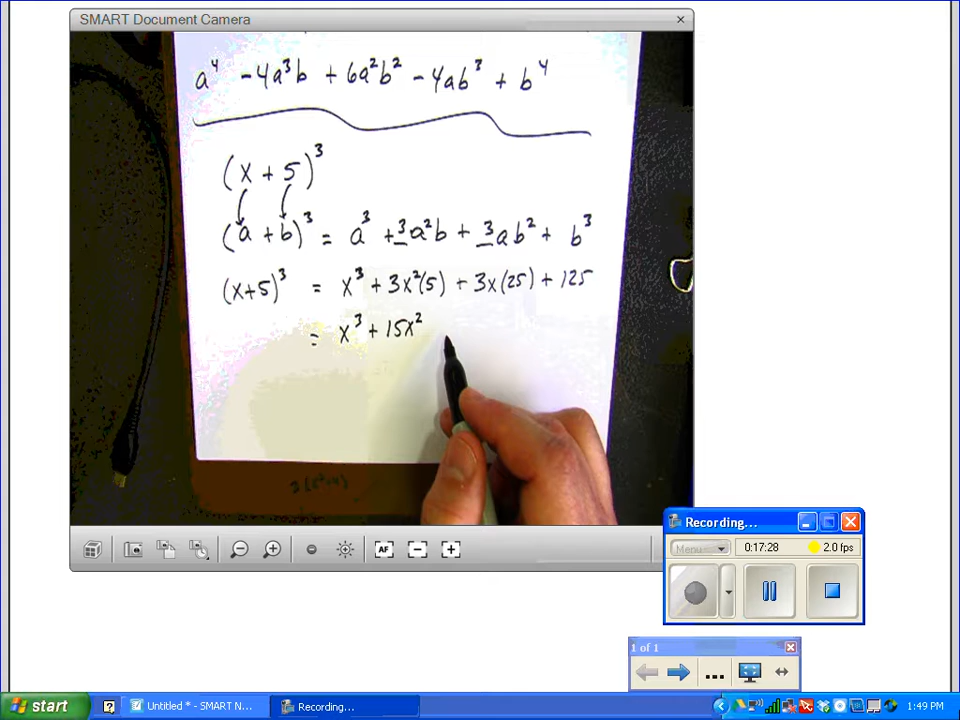 SMART Document Camera
a⁴ -4a³b + 6a²b² - 4ab³ + b⁴
(x + 5)³
(a + b)³ = a³ + 3a²b + 3ab² + b³
(x+5)³ = x³ + 3x²(5) + 3x(25) + 125
= x³ + 15x²
AF
Recording...
Menu
0:17:28
2.0 fps
1 of 1
...
start
?
Untitled * - SMART N...
Recording...
1:49 PM